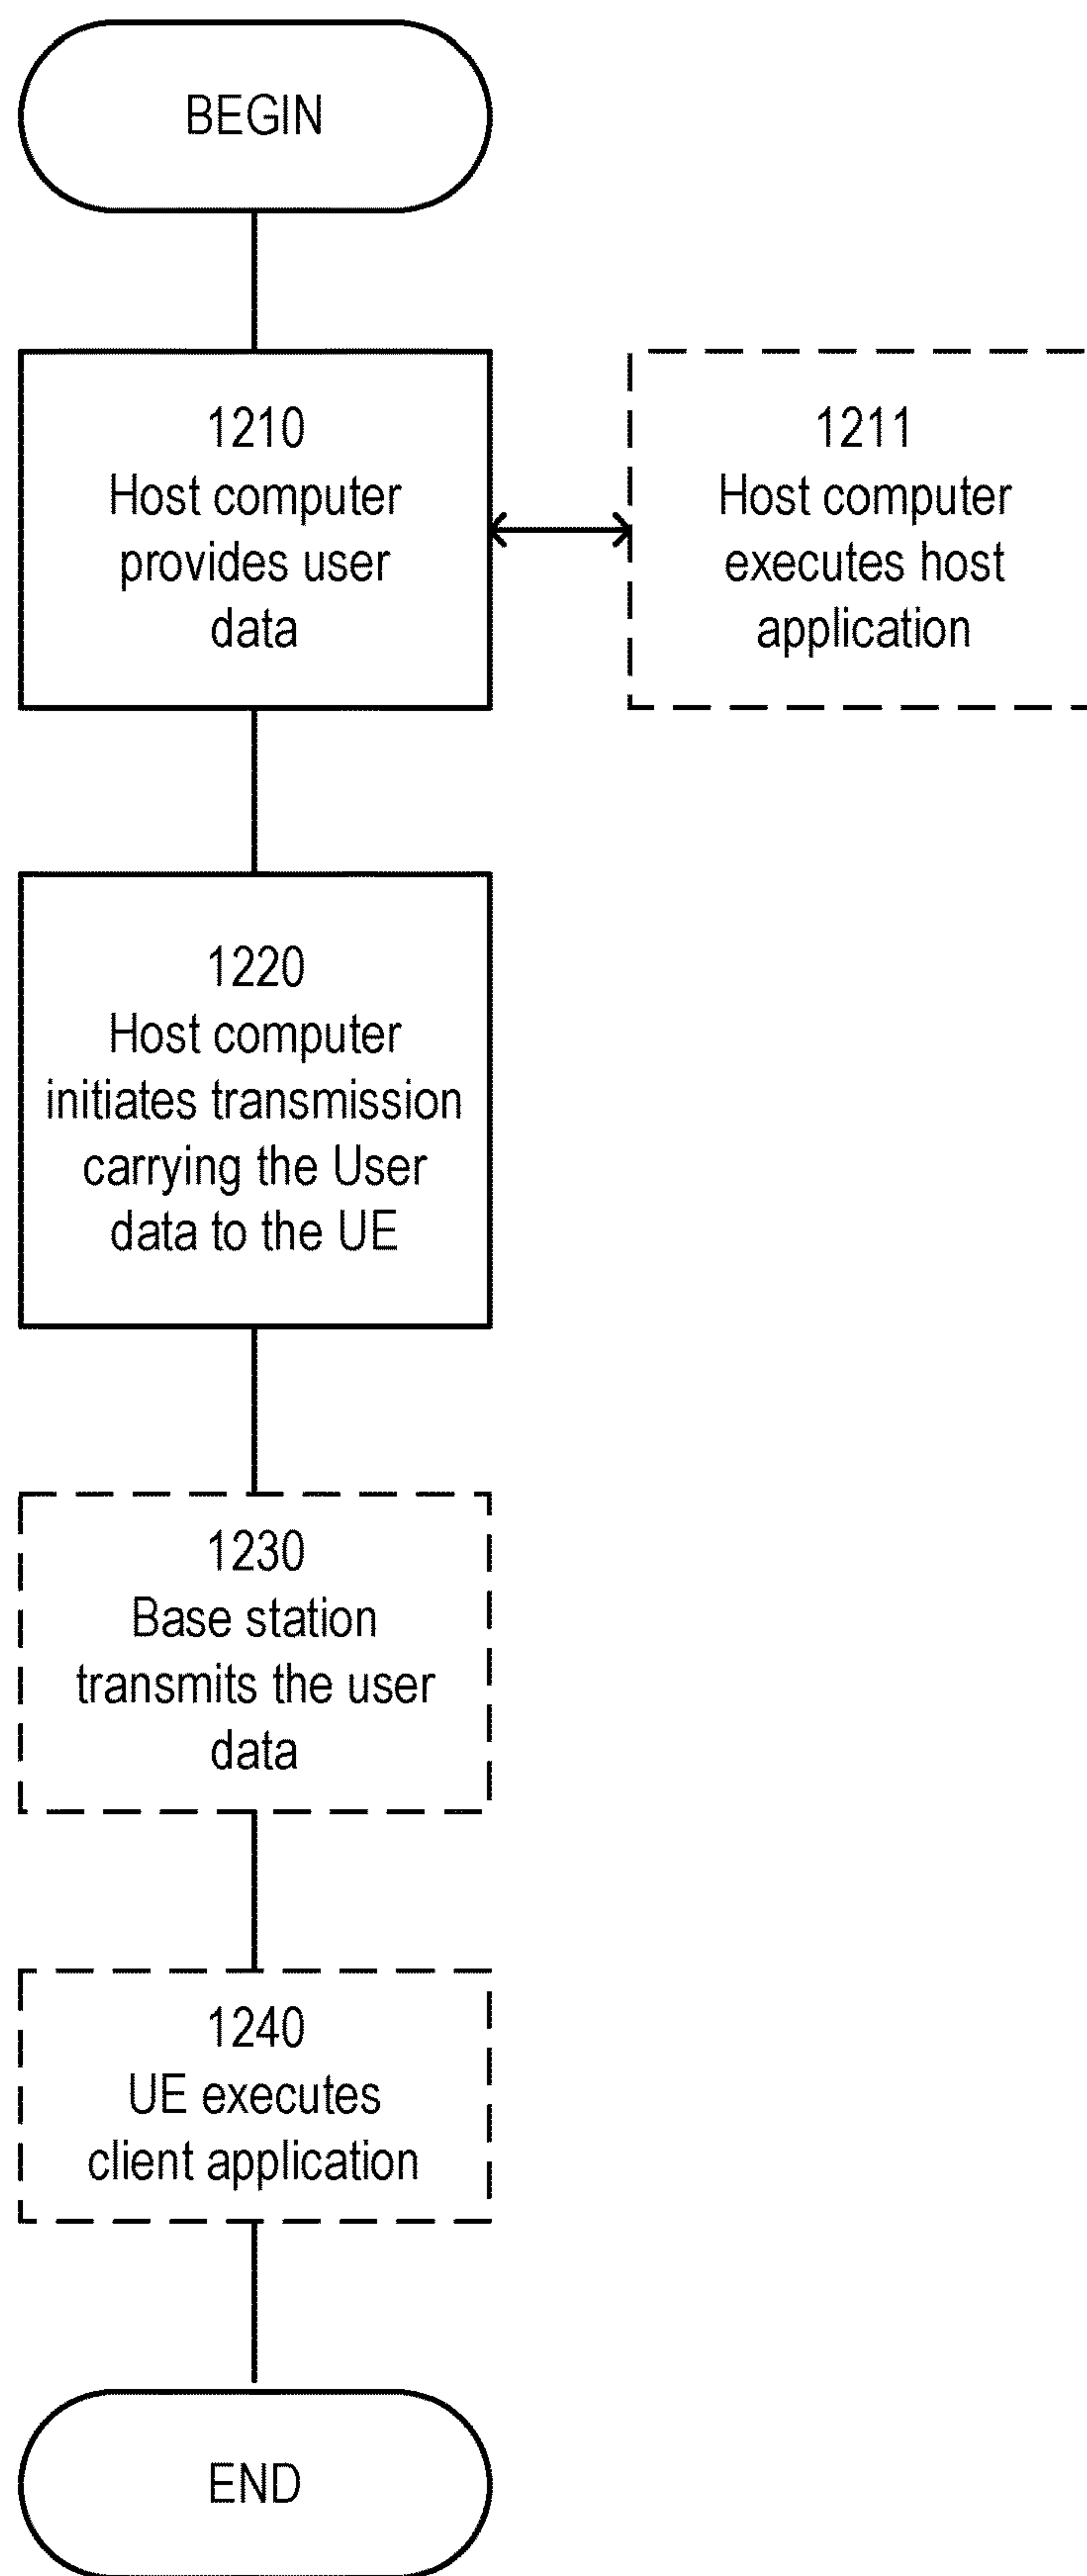 BEGIN
1210
Host computer
provides user
data
1211
Host computer
executes host
application
1220
Host computer
initiates transmission
carrying the User
data to the UE
1230
Base station
transmits the user
data
1240
UE executes
client application
END